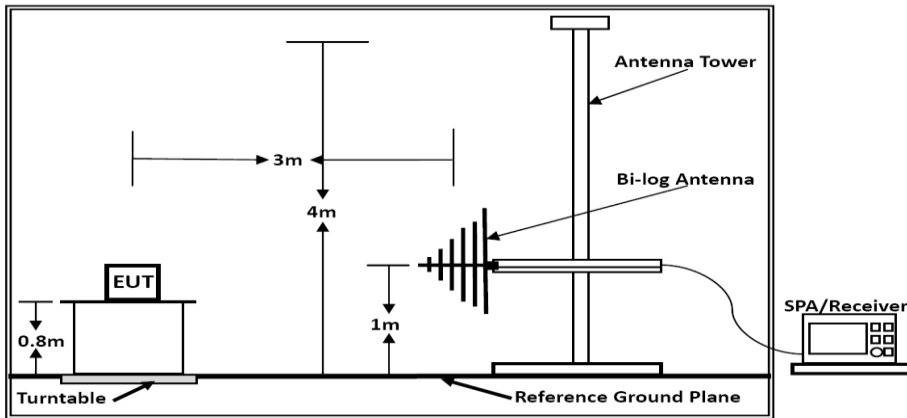 Antenna Tower
3m
Bi-log Antenna
4m
EUT
0.8m
1m
SPA/Receiver
Turntable
Reference Ground Plane